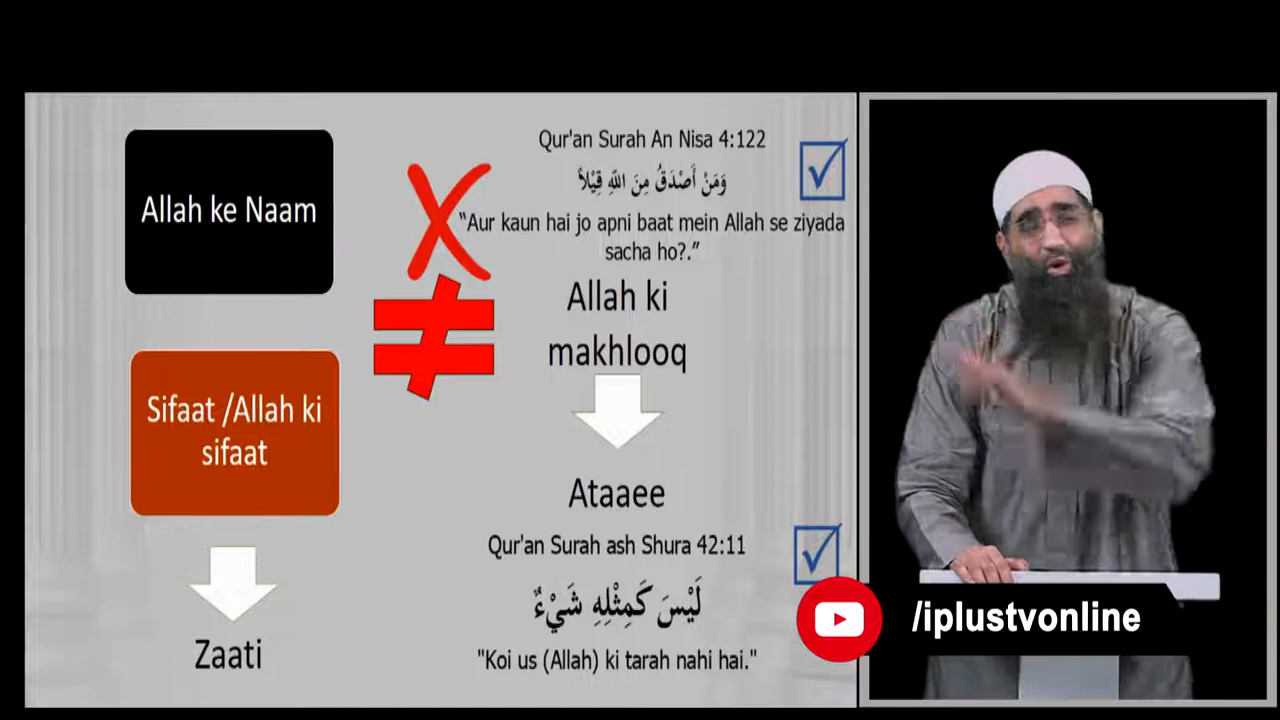 Allah ke Naam
Sifaat /Allah ki
sifaat
Zaati
Qur'an Surah An Nisa 4:122
وَمَنْ أَصْدَقُ مِنَ اللّٰهِ قِيْلاً
“Aur kaun hai jo apni baat mein Allah se ziyada
sacha ho?.”
Allah ki
makhlooq
Ataaee
Qur'an Surah ash Shura 42:11
لَيْسَ كَمِثْلِهِ شَيْءٌ
"Koi us (Allah) ki tarah nahi hai."
/iplustvonline